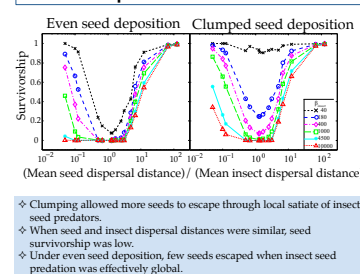 Even seed deposition
Clumped seed deposition
Survivorship
1
0.8
0.6
0.4
0.2
0
10⁻² 10⁻¹ 10⁰ 10¹ 10²
10⁻² 10⁻¹ 10⁰ 10¹ 10²
40
180
400
1000
4500
10000
(Mean seed dispersal distance)/ (Mean insect dispersal distance
✧ Clumping allowed more seeds to escape through local satiate of insect
seed predators.
✧ When seed and insect dispersal distances were similar, seed
survivorship was low.
✧ Under even seed deposition, few seeds escaped when insect seed
predation was effectively global.